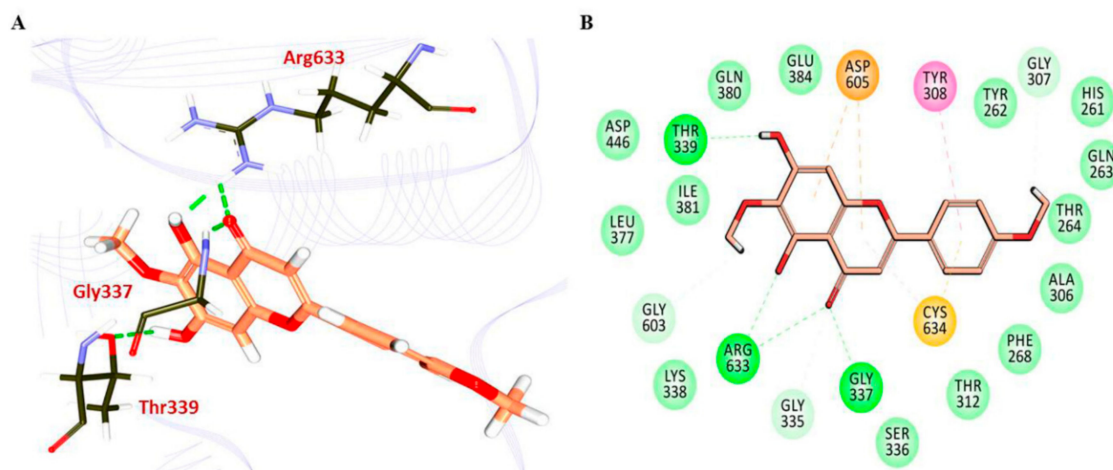 A
Arg633
Gly337
Thr339
B
GLN
380
GLU
384
ASP
605
TYR
308
TYR
262
GLY
307
HIS
261
ASP
446
THR
339
GLN
263
ILE
381
LEU
377
THR
264
ALA
306
GLY
603
CYS
634
PHE
268
ARG
633
LYS
338
GLY
337
THR
312
GLY
335
SER
336